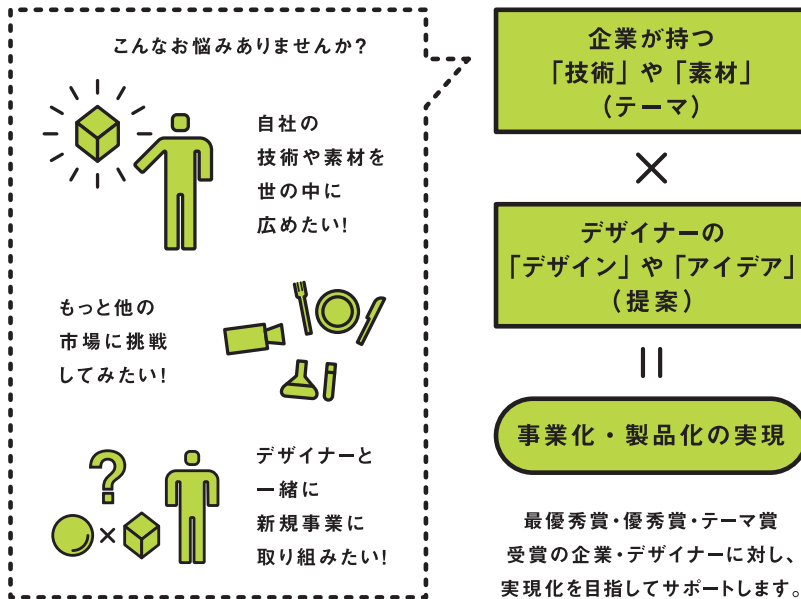 こんなお悩みありませんか?
自社の
技術や素材を
世の中に
広めたい!
もっと他の
市場に挑戦
してみたい!
?
×
デザイナーと
一緒に
新規事業に
取り組みたい!
企業が持つ
「技術」や「素材」
(テーマ)
×
デザイナーの
「デザイン」や「アイデア」
(提案)
事業化・製品化の実現
最優秀賞・優秀賞・テーマ賞
受賞の企業・デザイナーに対し、
実現化を目指してサポートします。